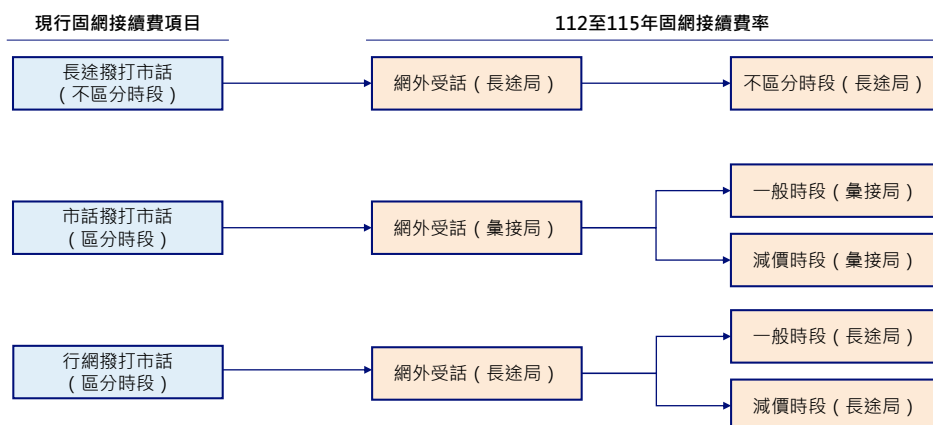 現行固網接續費項目
112至115年固網接續費率
長途撥打市話
(不區分時段)
網外受話(長途局)
不區分時段(長途局)
市話撥打市話
(區分時段)
網外受話(彙接局)
一般時段(彙接局)
減價時段(彙接局)
行網撥打市話
(區分時段)
網外受話(長途局)
一般時段(長途局)
減價時段(長途局)